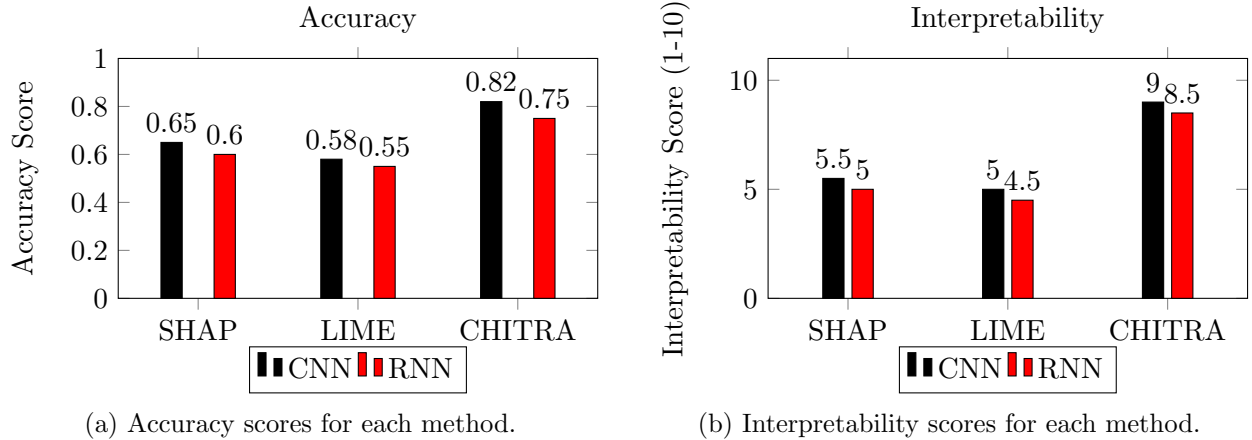 Accuracy
Accuracy Score
1
0.8
0.6
0.4
0.2
0
0.65
0.6
0.58
0.55
0.82
0.75
SHAP
LIME
CHITRA
CNN
RNN
(a) Accuracy scores for each method.
Interpretability
Interpretability Score (1-10)
10
5
0
5.5
5
5
4.5
9
8.5
SHAP
LIME
CHITRA
CNN
RNN
(b) Interpretability scores for each method.